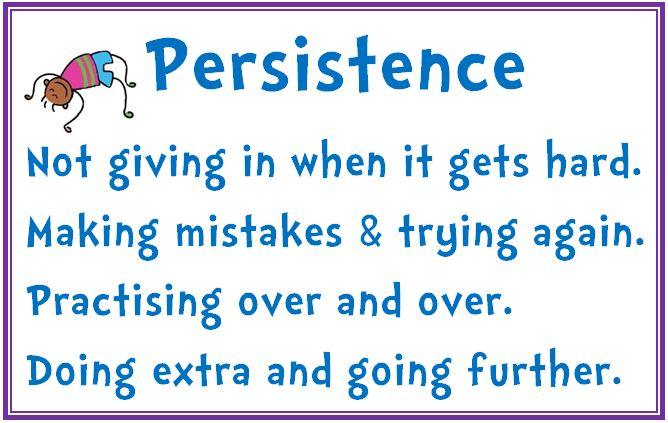 Persistence
Not giving in when it gets hard.
Making mistakes & trying again.
Practising over and over.
Doing extra and going further.